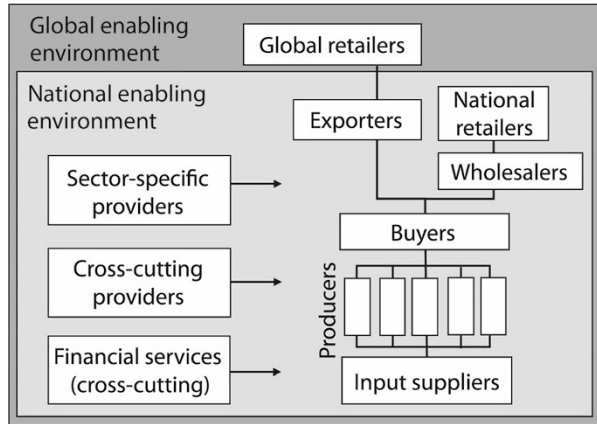 Global enabling
environment
Global retailers
National enabling
environment
Exporters
National
retailers
Wholesalers
Sector-specific
providers
Buyers
Cross-cutting
providers
Producers
Financial services
(cross-cutting)
Input suppliers